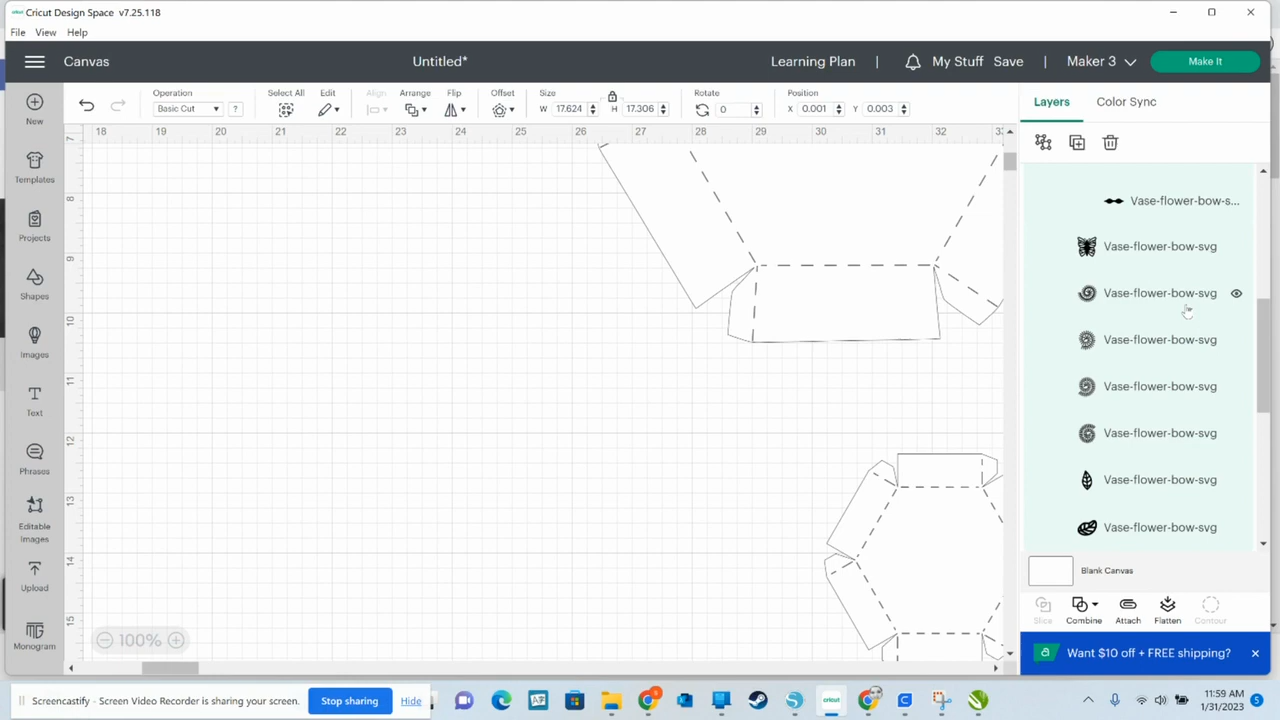 Cricut Design Space v7.25.118
File View Help
Canvas
Untitled*
Learning Plan | My Stuff Save | Maker 3 Make It
Operation Select All Edit Align Arrange Flip Offset Size Rotate Position
Basic Cut ? W 17.624 H 17.306 0 X 0.001 Y 0.003
Layers Color Sync
18 19 20 21 22 23 24 25 26 27 28 29 30 31 32
7
8
9
10
11
12
13
14
15
New
Templates
Projects
Shapes
Images
Text
Phrases
Editable
Images
Upload
Monogram
100%
Vase-flower-bow-s...
Vase-flower-bow-svg
Vase-flower-bow-svg
Vase-flower-bow-svg
Vase-flower-bow-svg
Vase-flower-bow-svg
Vase-flower-bow-svg
Vase-flower-bow-svg
Blank Canvas
Slice Combine Attach Flatten Contour
Want $10 off + FREE shipping?
Screencastify - Screen Video Recorder is sharing your screen. Stop sharing Hide
11:59 AM
1/31/2023